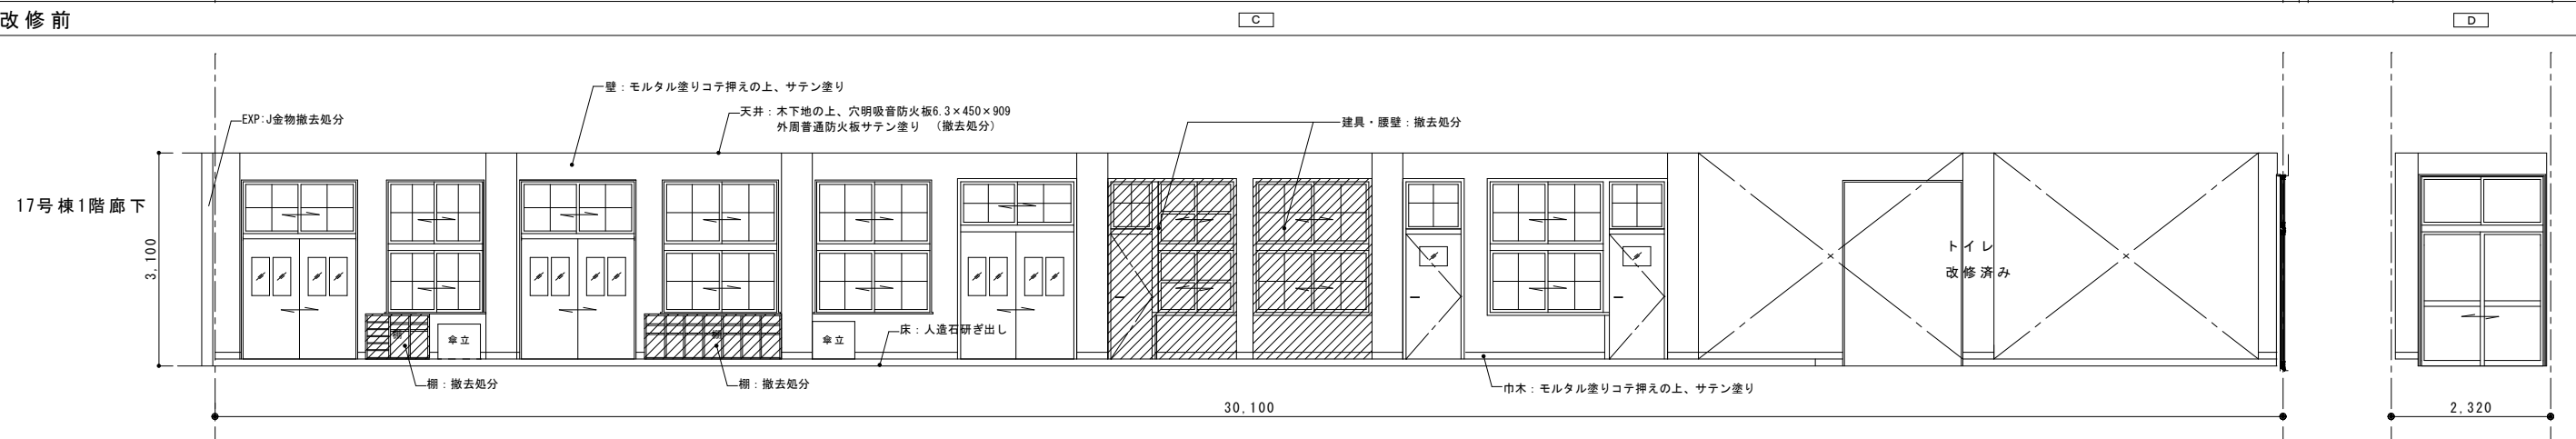 改修前
C
D
壁：モルタル塗りコテ押えの上、サテン塗り
天井：木下地の上、穴明吸音防火板6.3×450×909
外周普通防火板サテン塗り （撤去処分）
EXP:J金物撤去処分
建具・腰壁：撤去処分
17号棟1階廊下
3,100
トイレ
改修済み
床：人造石研ぎ出し
棚
傘立
棚
傘立
棚：撤去処分
棚：撤去処分
巾木：モルタル塗りコテ押えの上、サテン塗り
30,100
2,320